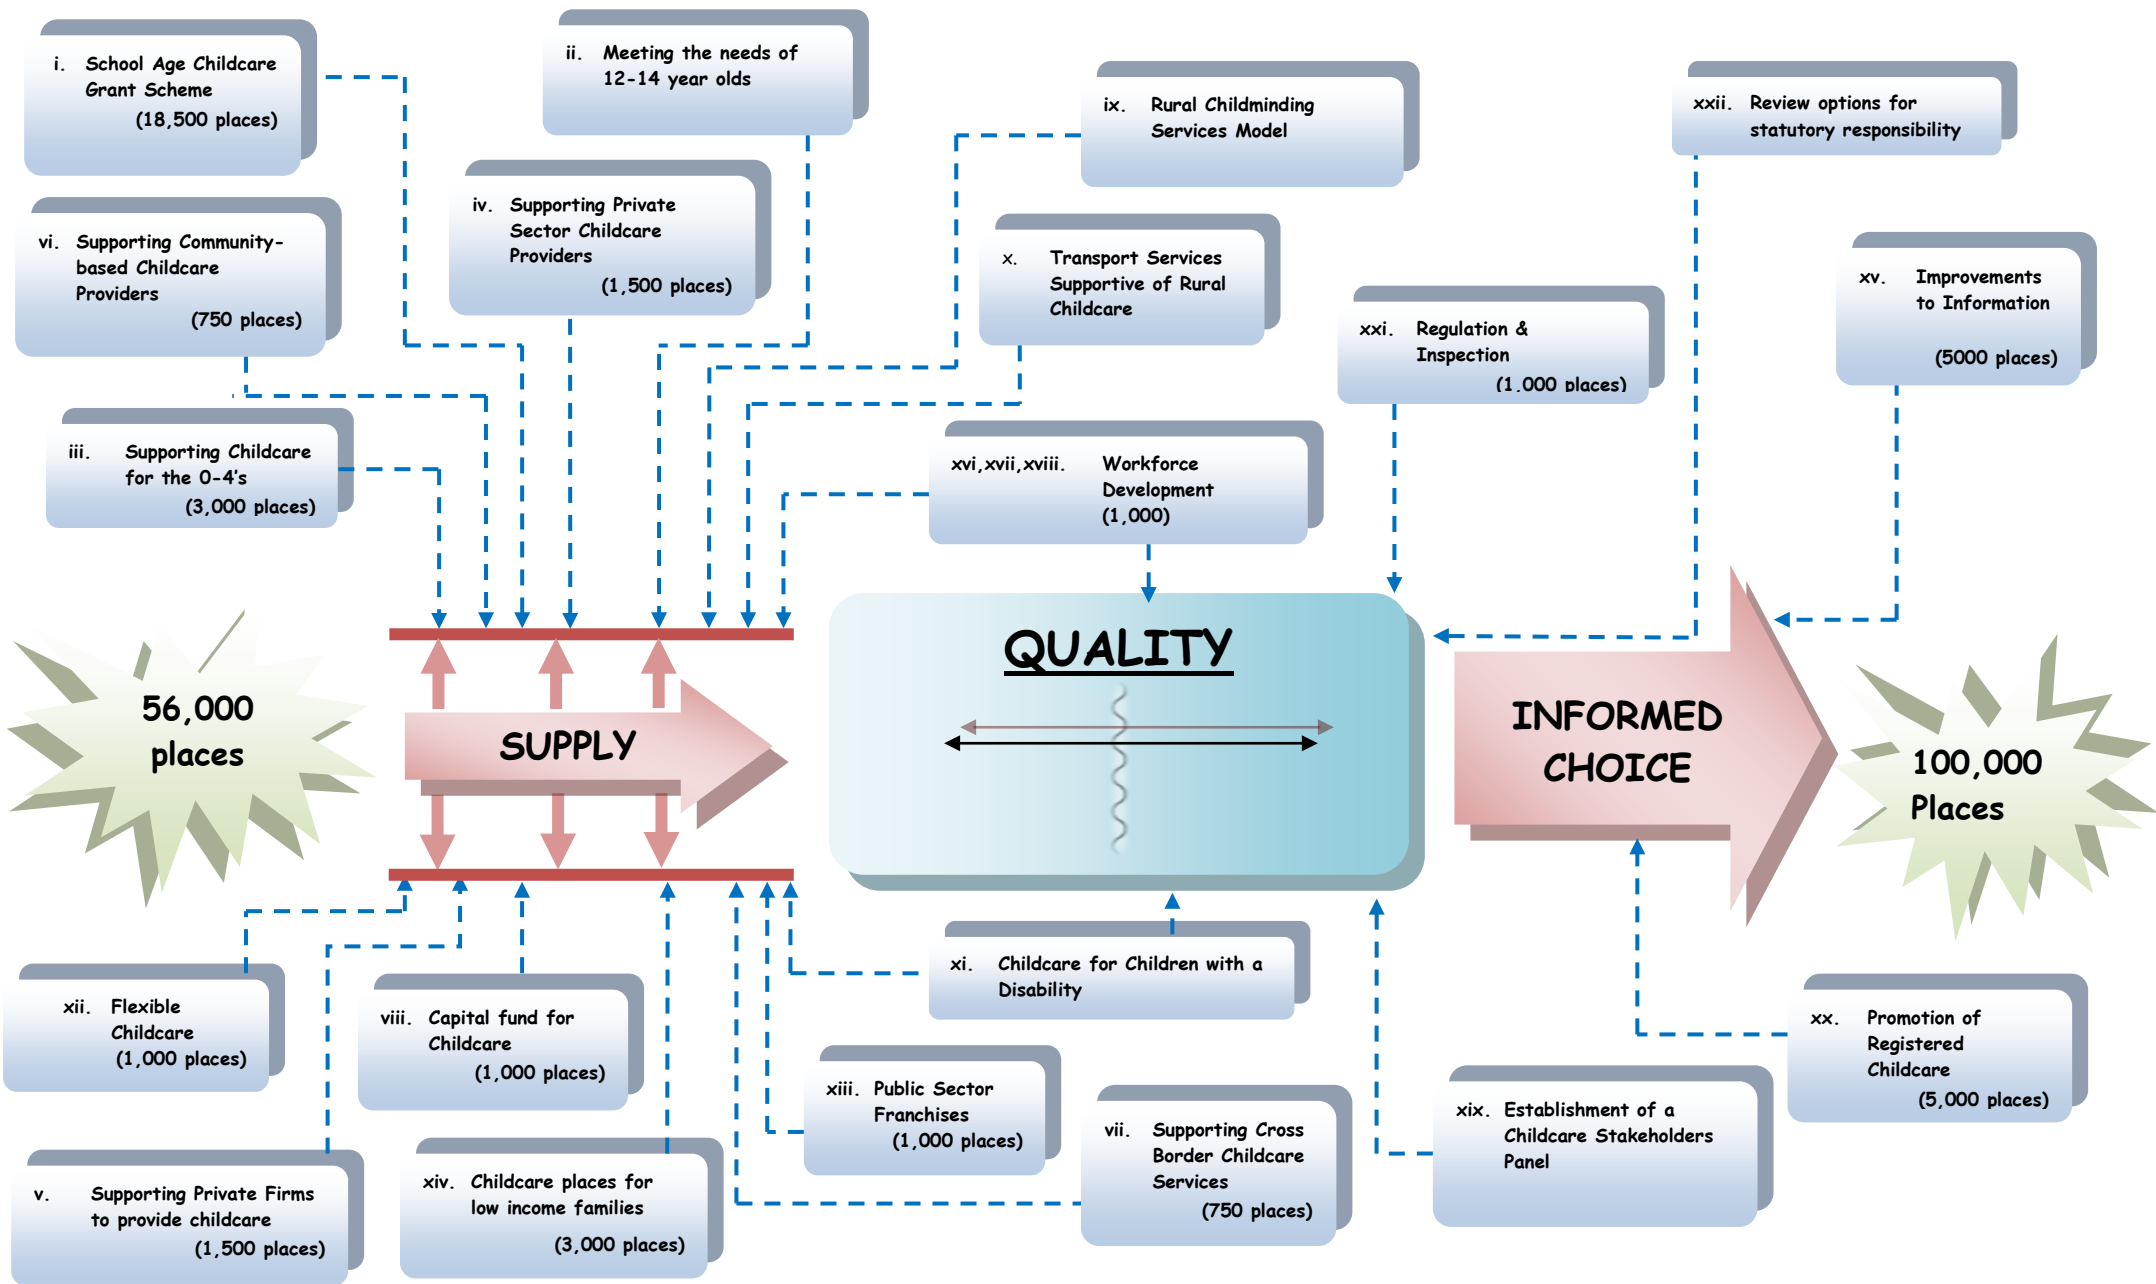 i. School Age Childcare
Grant Scheme
(18,500 places)
ii. Meeting the needs of
12-14 year olds
ix. Rural Childminding
Services Model
xxii. Review options for
statutory responsibility
vi. Supporting Community-
based Childcare
Providers
(750 places)
iv. Supporting Private
Sector Childcare
Providers
(1,500 places)
x. Transport Services
Supportive of Rural
Childcare
xxi. Regulation &
Inspection
(1,000 places)
xv. Improvements
to Information
(5000 places)
iii. Supporting Childcare
for the 0-4's
(3,000 places)
xvi,xvii,xviii. Workforce
Development
(1,000)
56,000
places
SUPPLY
QUALITY
INFORMED
CHOICE
100,000
Places
xii. Flexible
Childcare
(1,000 places)
viii. Capital fund for
Childcare
(1,000 places)
xi. Childcare for Children with a
Disability
xiii. Public Sector
Franchises
(1,000 places)
xx. Promotion of
Registered
Childcare
(5,000 places)
v. Supporting Private Firms
to provide childcare
(1,500 places)
xiv. Childcare places for
low income families
(3,000 places)
vii. Supporting Cross
Border Childcare
Services
(750 places)
xix. Establishment of a
Childcare Stakeholders
Panel